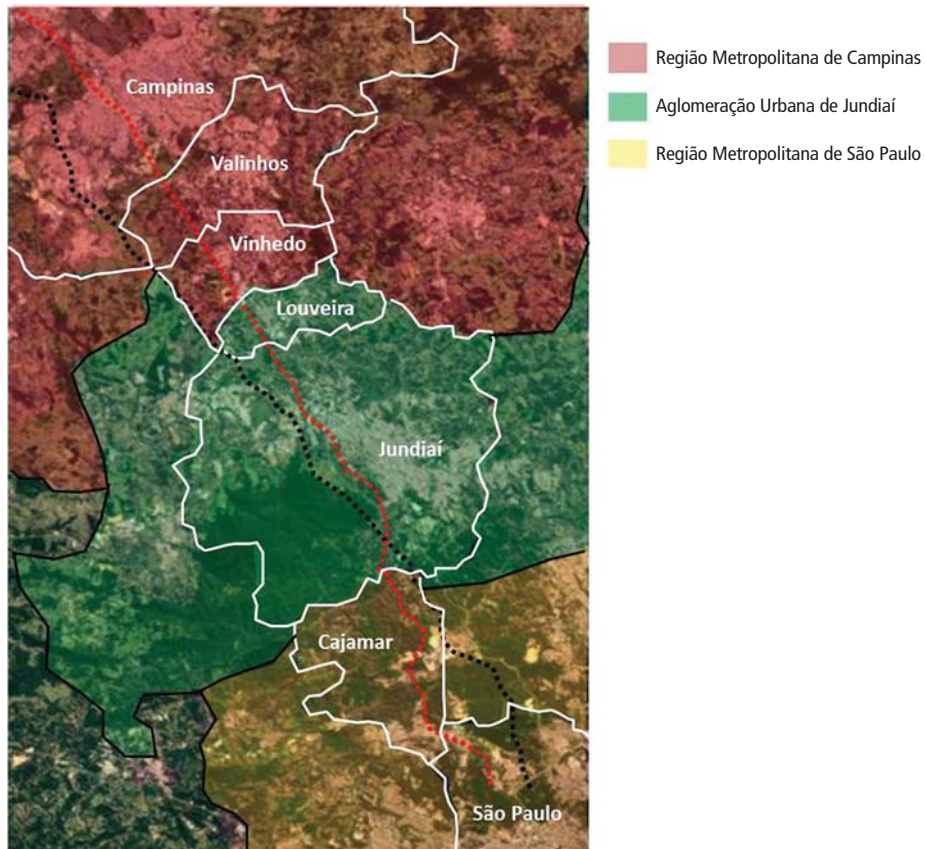 Campinas
Valinhos
Vinhedo
Louveira
Jundiaí
Cajamar
São Paulo
Região Metropolitana de Campinas
Aglomeração Urbana de Jundiaí
Região Metropolitana de São Paulo